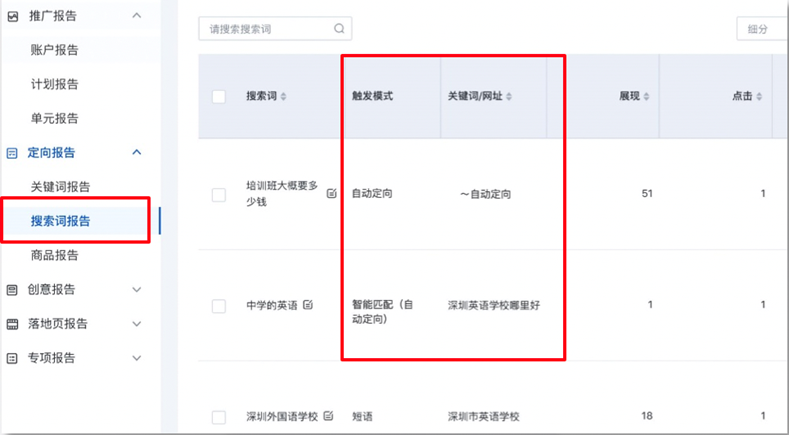 推广报告
账户报告
计划报告
单元报告
定向报告
关键词报告
搜索词报告
商品报告
创意报告
落地页报告
专项报告
请搜索搜索词
细分
搜索词 触发模式 关键词/网址 展现 点击
培训班大概要多
少钱
自动定向 ～自动定向 51 1
中学的英语 智能匹配（自
动定向） 深圳英语学校哪里好 1 1
深圳外国语学校 短语 深圳市英语学校 18 1